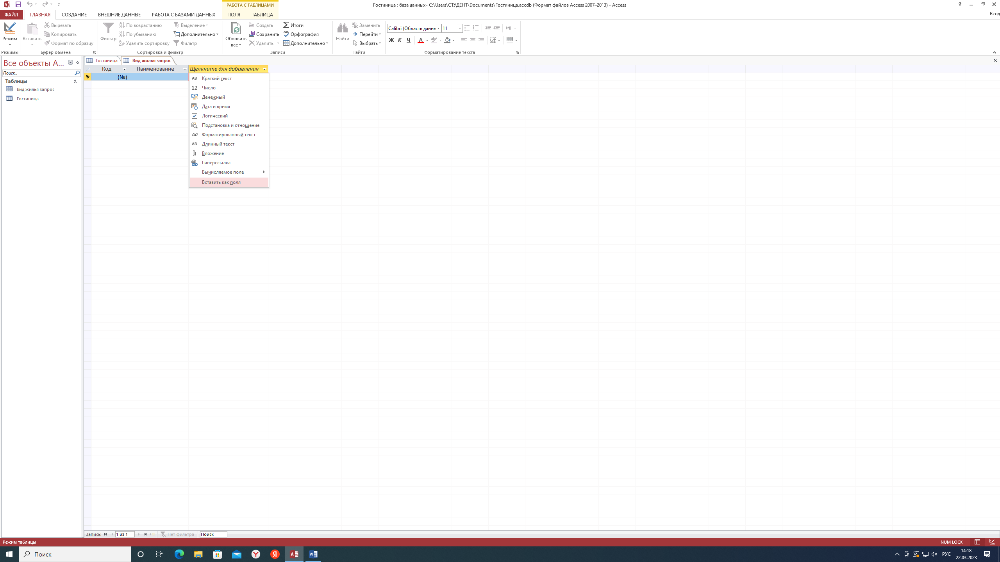 РАБОТА С ТАБЛИЦАМИ
Гостиница : база данных- C:\Users\СТУДЕНТ\Documents\Гостиница.accdb (Формат файлов Access 2007–2013) - Access
?
ФАЙЛ ГЛАВНАЯ СОЗДАНИЕ ВНЕШНИЕ ДАННЫЕ РАБОТА С БАЗАМИ ДАННЫХ ПОЛЯ ТАБЛИЦА
Вход
Режим
Режимы
Вставить
Вырезать
Копировать
Формат по образцу
Буфер обмена
Фильтр
По возрастанию
По убыванию
Удалить сортировку
Выделение
Дополнительно
Фильтр
Сортировка и фильтр
Обновить
все
Создать
Сохранить
Удалить
Итоги
Орфография
Дополнительно
Записи
Найти
Заменить
Перейти
Выбрать
Найти
Calibri (Область данны
11
Ж К Ч
Форматирование текста
Все объекты A...
Поиск...
Таблицы
Вид жилья запрос
Гостиница
Гостиница
Вид жилья запрос
Код Наименование Щелкните для добавления
(№)
Краткий текст
12 Число
Денежный
Дата и время
Логический
Подстановка и отношение
Форматированный текст
Длинный текст
Вложение
Гиперссылка
Вычисляемое поле
Вставить как поля
Запись: 1 из 1 Нет фильтра Поиск
Режим таблицы
NUM LOCK
Поиск
РУС
14:18
22.03.2023